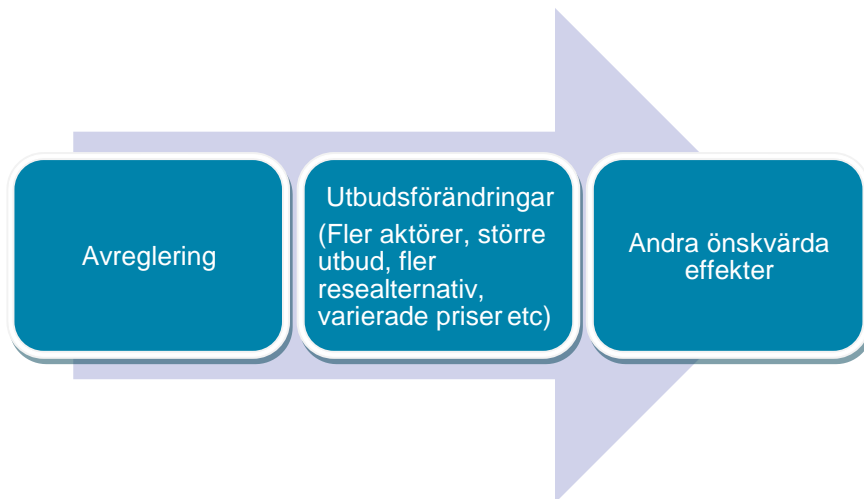 Avreglering
Utbudsförändringar
(Fler aktörer, större
utbud, fler
resealternativ,
varierade priser etc)
Andra önskvärda
effekter